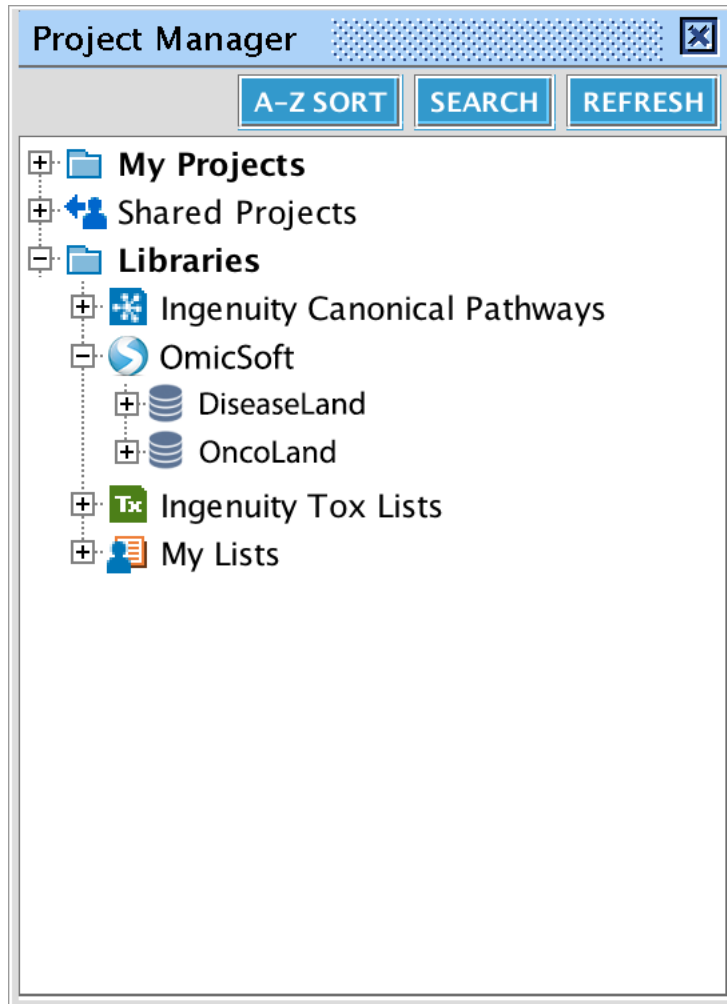 Project Manager
A-Z SORT SEARCH REFRESH
My Projects
Shared Projects
Libraries
Ingenuity Canonical Pathways
OmicSoft
DiseaseLand
OncoLand
Tx Ingenuity Tox Lists
My Lists